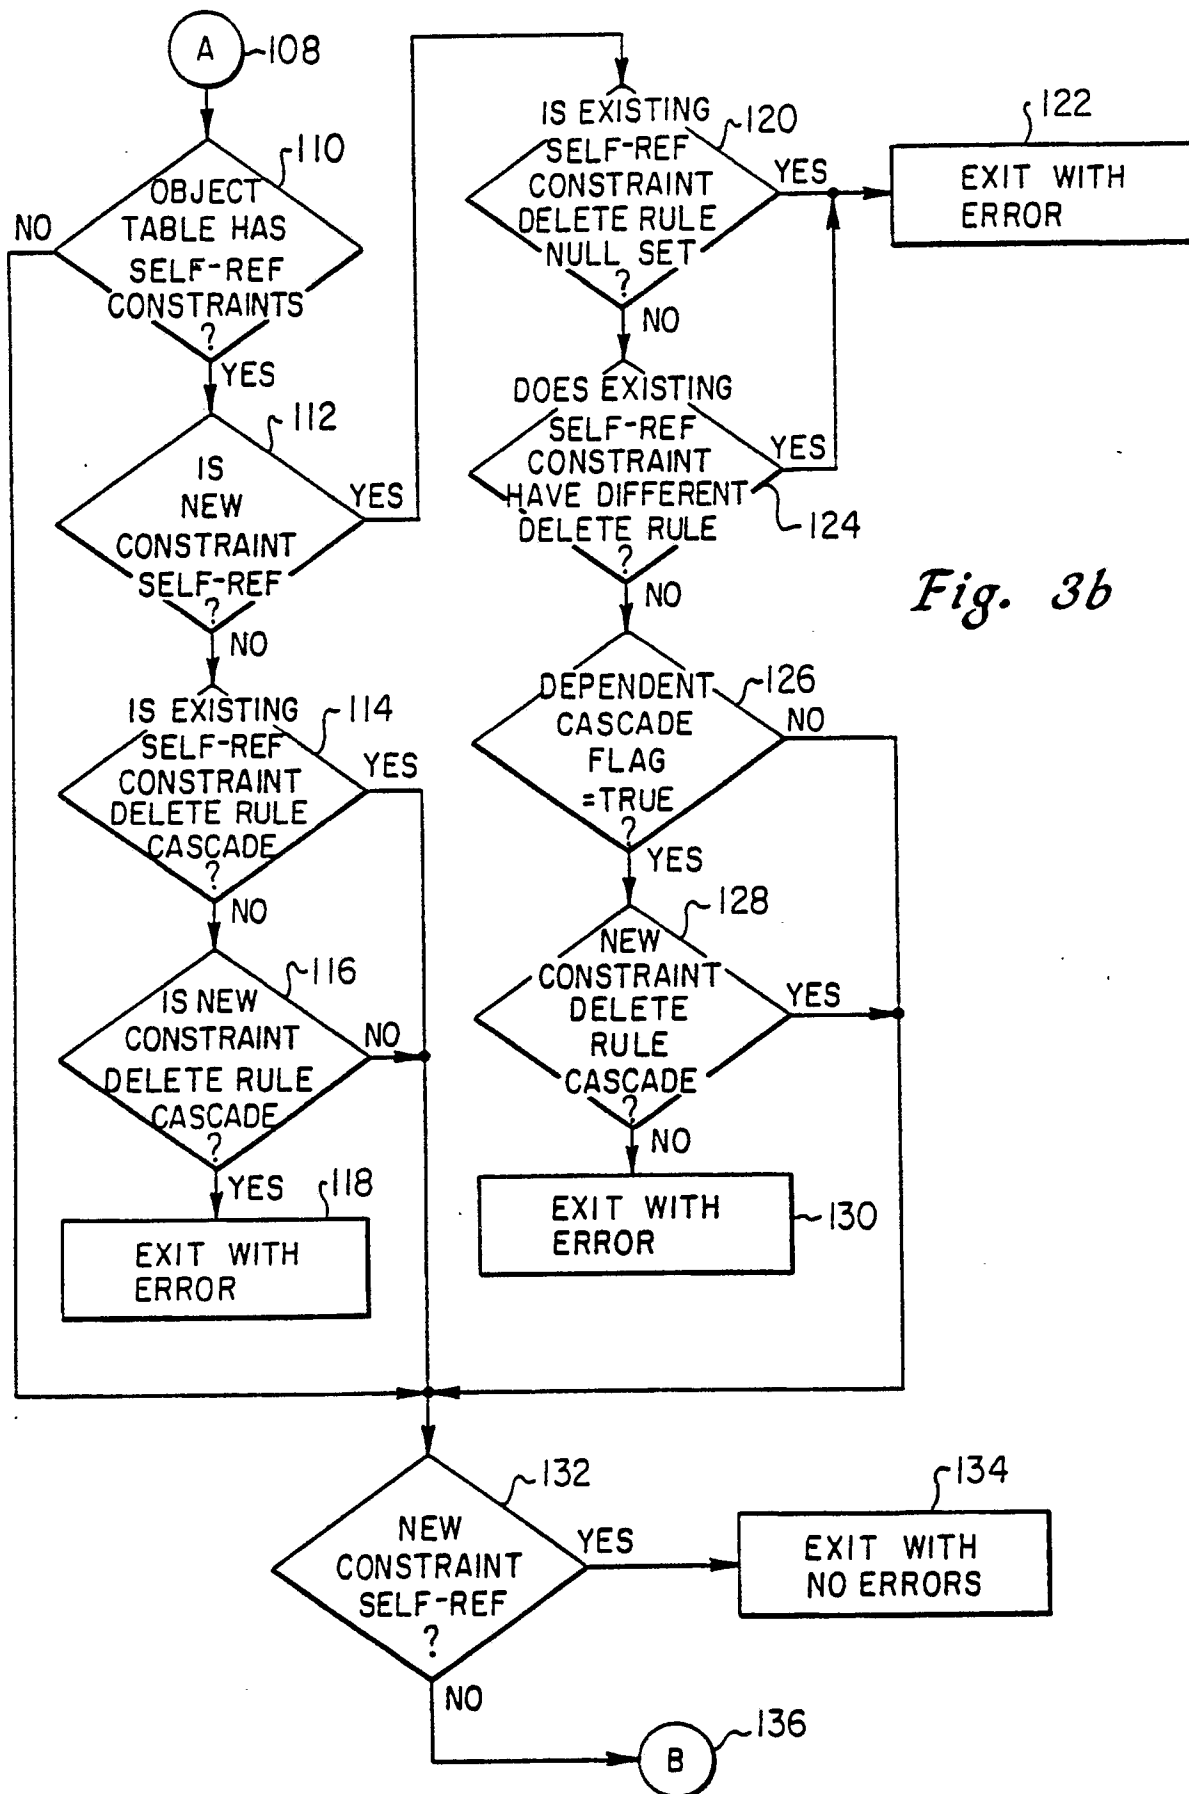 A
108
110
OBJECT
TABLE HAS
SELF-REF
CONSTRAINTS
?
NO
YES
112
IS
NEW
CONSTRAINT
SELF-REF
?
YES
NO
IS EXISTING
114
SELF-REF
CONSTRAINT
DELETE RULE
CASCADE
?
YES
NO
116
IS NEW
CONSTRAINT
DELETE RULE
CASCADE
?
NO
YES
118
EXIT WITH
ERROR
IS EXISTING
120
SELF-REF
CONSTRAINT
DELETE RULE
NULL SET
?
YES
NO
122
EXIT WITH
ERROR
DOES EXISTING
SELF-REF
CONSTRAINT
HAVE DIFFERENT
DELETE RULE
?
YES
124
NO
Fig. 3b
DEPENDENT
126
CASCADE
FLAG
=TRUE
?
NO
YES
128
NEW
CONSTRAINT
DELETE
RULE
CASCADE
?
YES
NO
EXIT WITH
ERROR
130
132
NEW
CONSTRAINT
SELF-REF
?
YES
NO
134
EXIT WITH
NO ERRORS
B
136